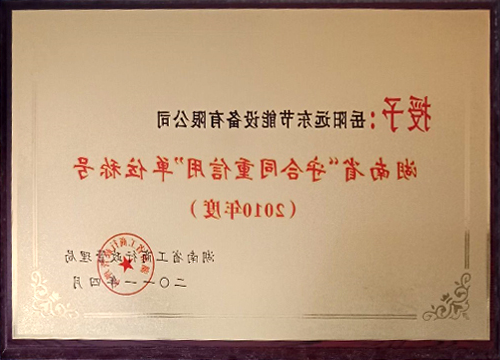 授予：岳阳远东节能设备有限公司
湖南省“守合同重信用”单位称号
（2010年度）
湖南省工商行政管理局
二〇一一年四月